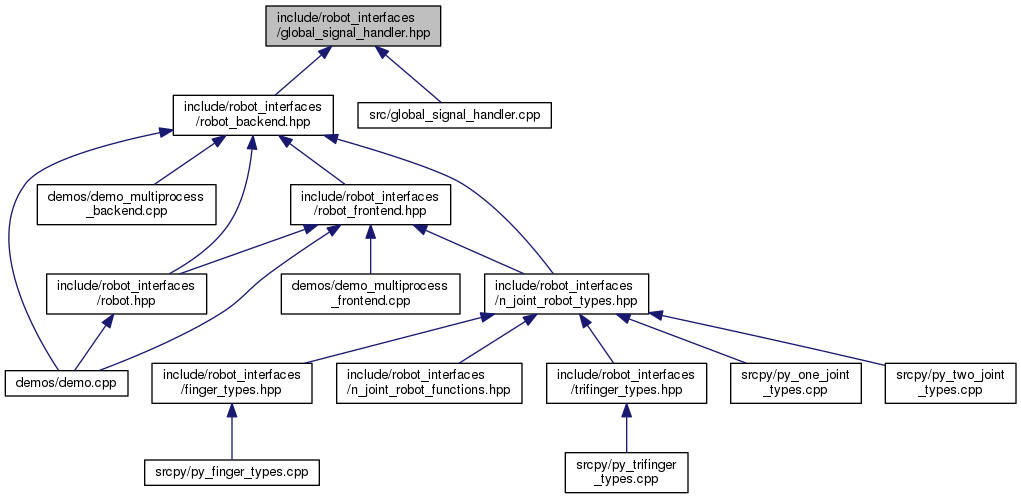 include/robot_interfaces
/global_signal_handler.hpp
include/robot_interfaces
/robot_backend.hpp
src/global_signal_handler.cpp
demos/demo_multiprocess
_backend.cpp
include/robot_interfaces
/robot_frontend.hpp
include/robot_interfaces
/robot.hpp
demos/demo_multiprocess
_frontend.cpp
include/robot_interfaces
/n_joint_robot_types.hpp
demos/demo.cpp
include/robot_interfaces
/finger_types.hpp
include/robot_interfaces
/n_joint_robot_functions.hpp
include/robot_interfaces
/trifinger_types.hpp
srcpy/py_one_joint
_types.cpp
srcpy/py_two_joint
_types.cpp
srcpy/py_finger_types.cpp
srcpy/py_trifinger
_types.cpp